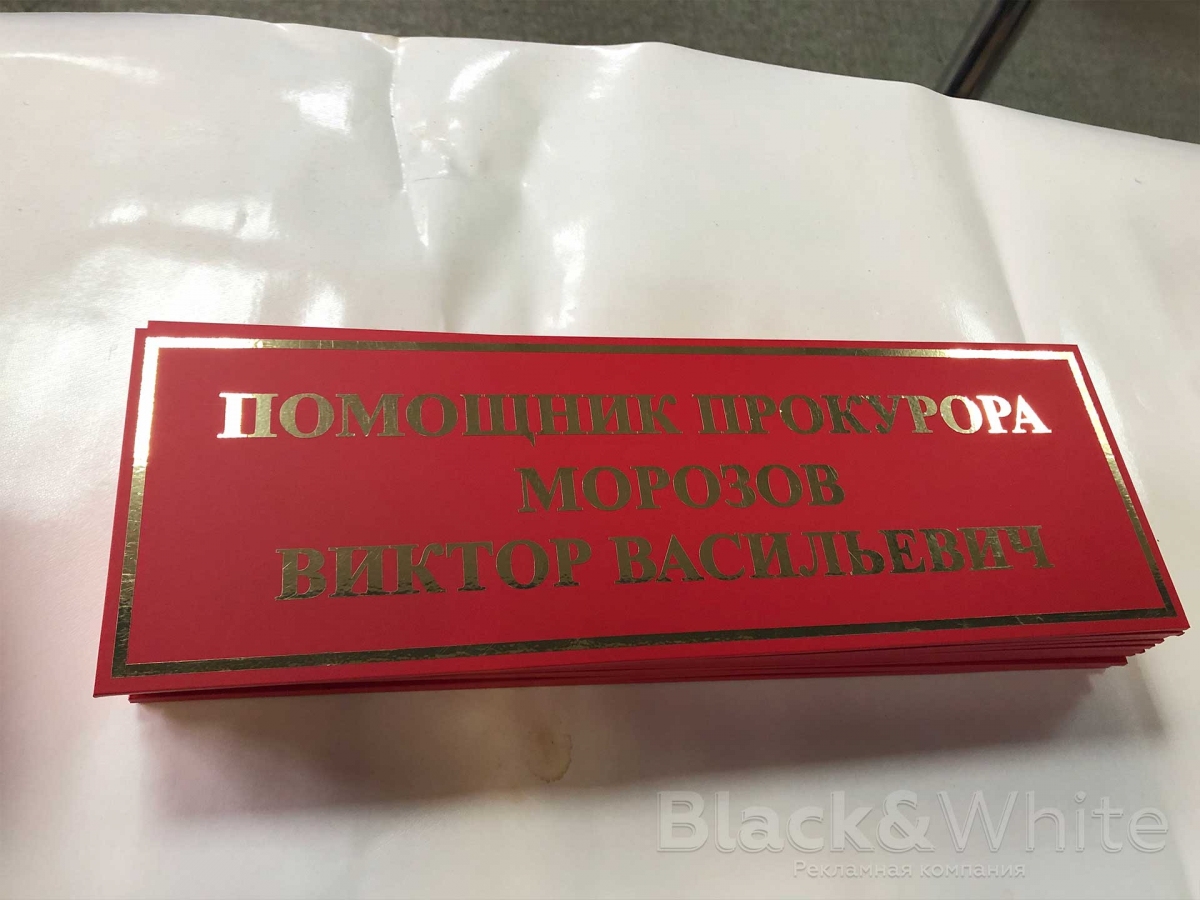 ПОМОЩНИК ПРОКУРОРА
МОРОЗОВ
ВИКТОР ВАСИЛЬЕВИЧ
Black&White
Рекламная компания